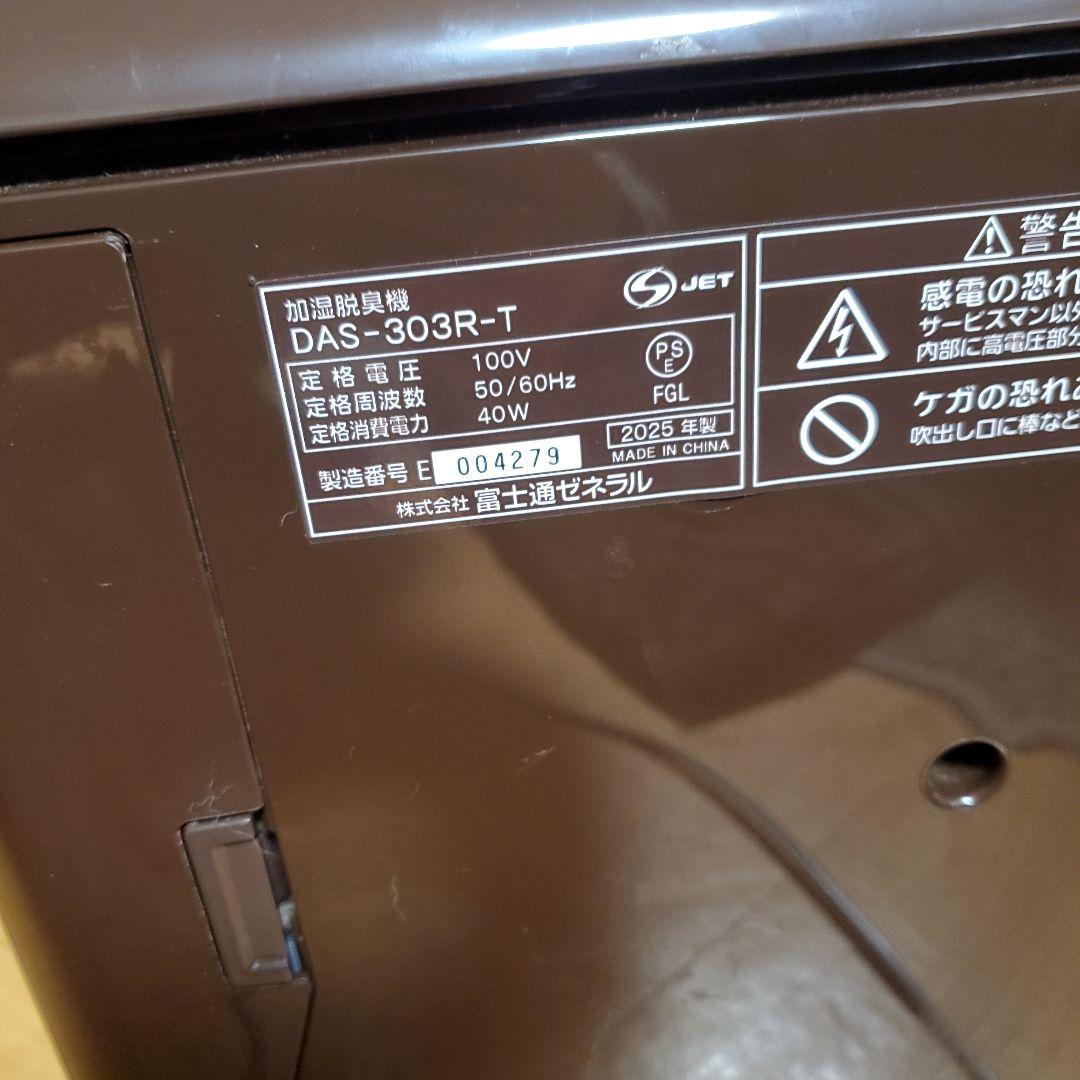 加湿脱臭機
DAS-303R-T
JET
定格電圧 100V
定格周波数 50/60Hz
定格消費電力 40W
PS
E
FGL
2025 年製
製造番号 E 004279
MADE IN CHINA
株式会社 富士通ゼネラル
警告
感電の恐れ
サービスマン以外
内部に高電圧部分
ケガの恐れあ
吹出し口に棒など